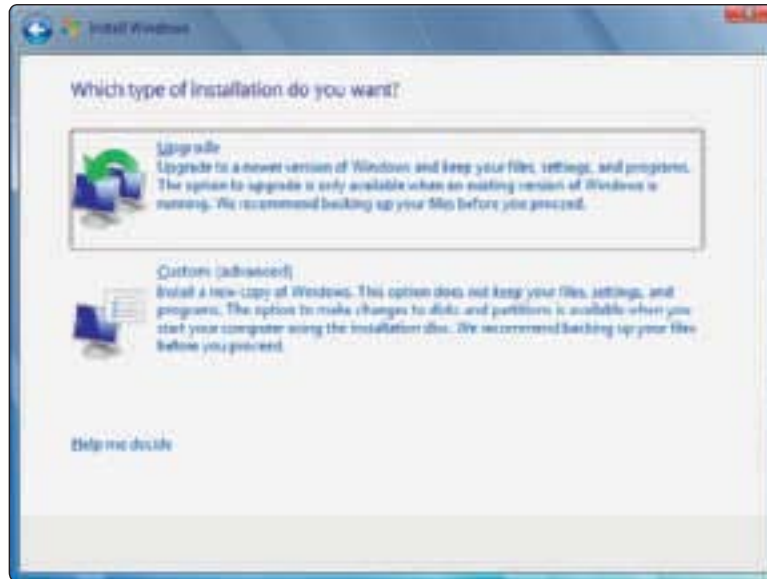 Install Windows
Which type of installation do you want?
Upgrade
Upgrade to a newer version of Windows and keep your files, settings, and programs.
The option to upgrade is only available when an existing version of Windows is
running. We recommend backing up your files before you proceed.
Custom (advanced)
Install a new copy of Windows. This option does not keep your files, settings, and
programs. The option to make changes to disks and partitions is available when you
start your computer using the installation disc. We recommend backing up your files
before you proceed.
Help me decide